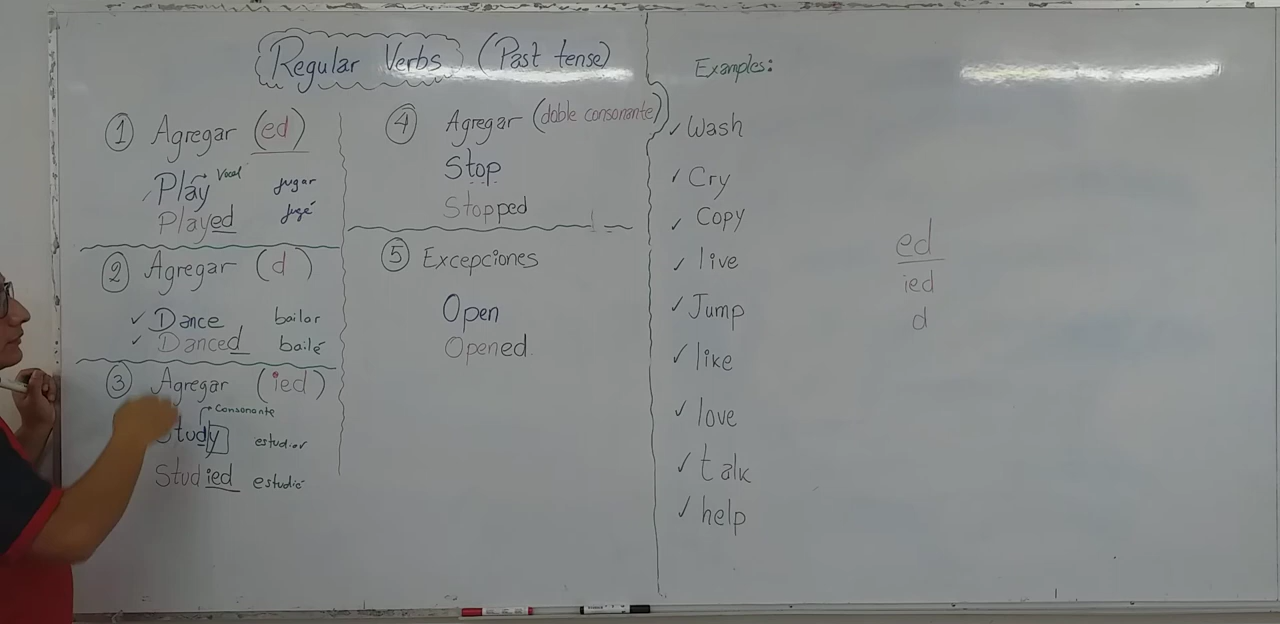 Regular Verbs (Past tense)
① Agregar (ed)
Play Vocal jugar
Played jugé
② Agregar (d)
✓ Dance bailar
✓ Danced bailé
③ Agregar (ied)
Consonante
Study estudiar
Studied estudié
④ Agregar (doble consonante)
Stop
Stopped
⑤ Excepciones
Open
Opened.
Examples:
✓ Wash
✓ Cry
✓ Copy
✓ live
✓ Jump
✓ like
✓ love
✓ talk
✓ help
ed
ied
d